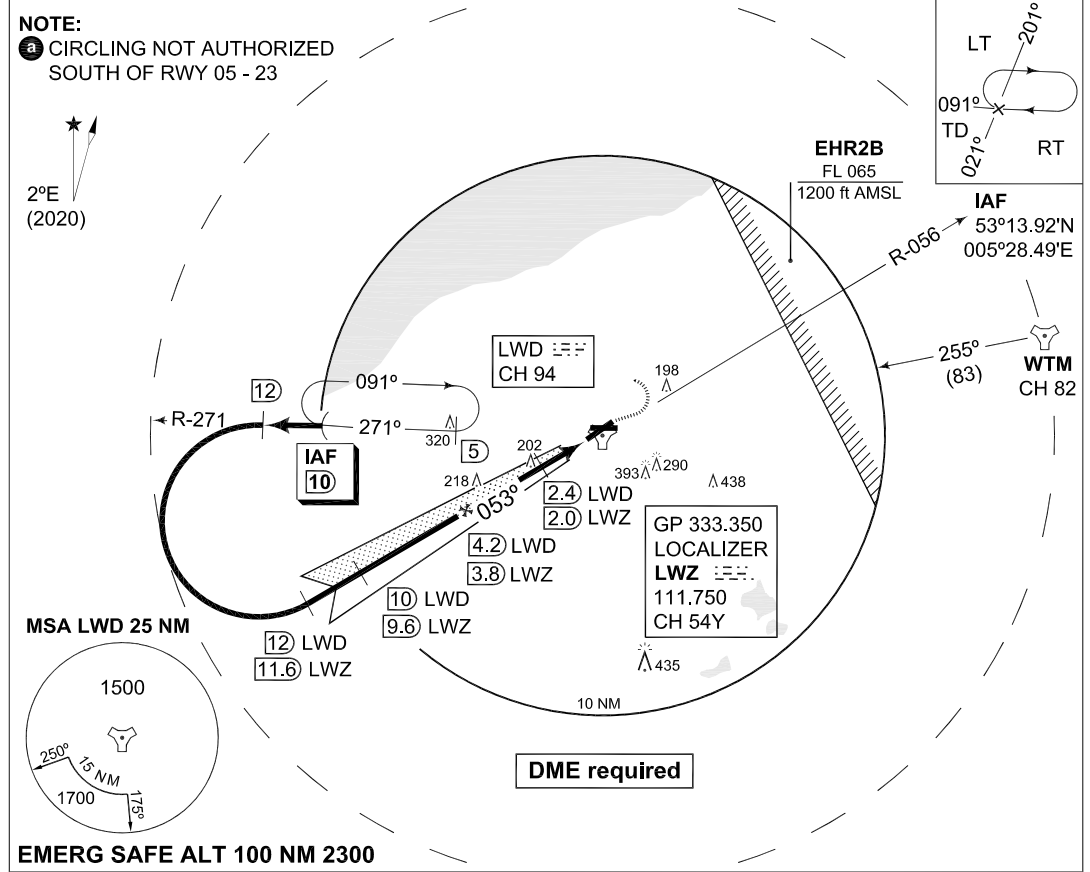 NOTE:
a CIRCLING NOT AUTHORIZED
SOUTH OF RWY 05 - 23
2ºE
(2020)
201º
LT
091º
TD
021º
RT
EHR2B
FL 065
1200 ft AMSL
IAF
53º13.92'N
005º28.49'E
R-056
255º
(83)
WTM
CH 82
LWD
CH 94
198
12
091º
R-271
271º
320
5
IAF
10
202
218
053º
393
290
438
2.4 LWD
2.0 LWZ
4.2 LWD
3.8 LWZ
10 LWD
9.6 LWZ
12 LWD
11.6 LWZ
GP 333.350
LOCALIZER
LWZ
111.750
CH 54Y
435
10 NM
MSA LWD 25 NM
1500
250º
15 NM
1700
175º
DME required
EMERG SAFE ALT 100 NM 2300